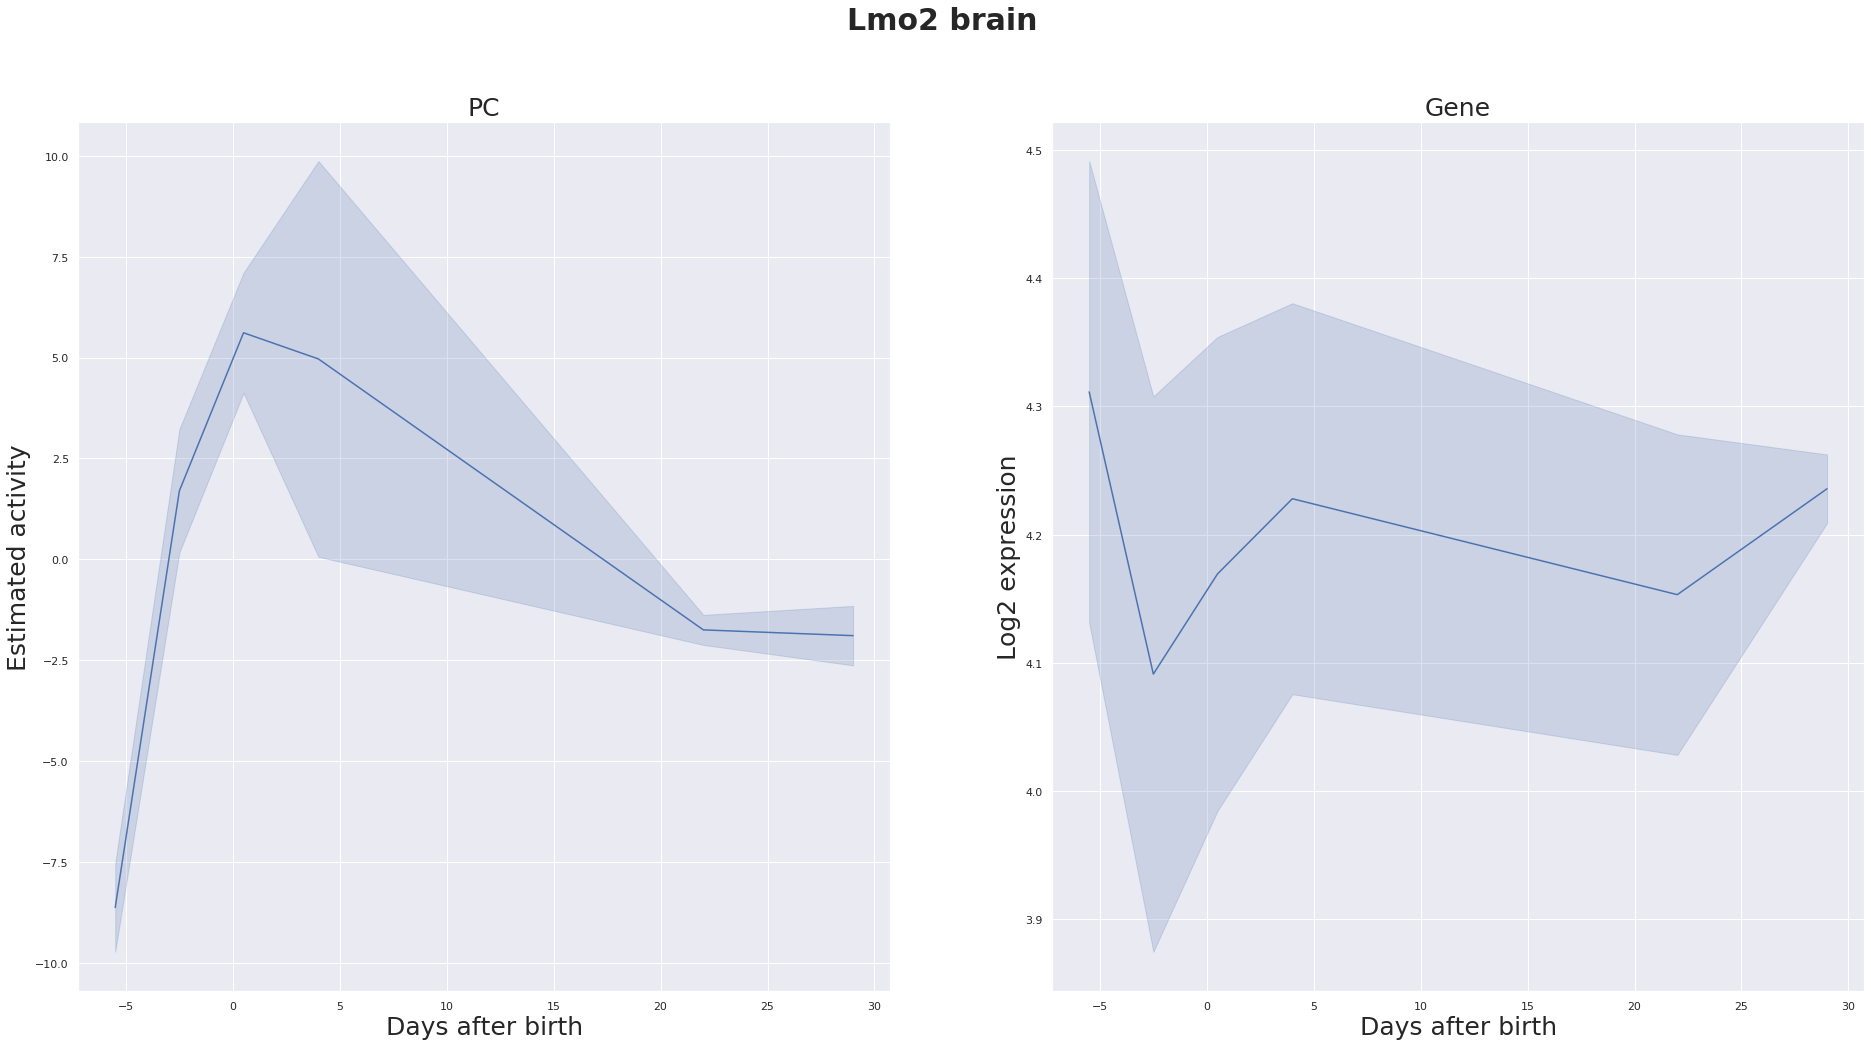 Lmo2 brain
PC
Estimated activity
10.0
7.5
5.0
2.5
0.0
−2.5
−5.0
−7.5
−10.0
−5 0 5 10 15 20 25 30
Days after birth
Gene
Log2 expression
4.5
4.4
4.3
4.2
4.1
4.0
3.9
−5 0 5 10 15 20 25 30
Days after birth